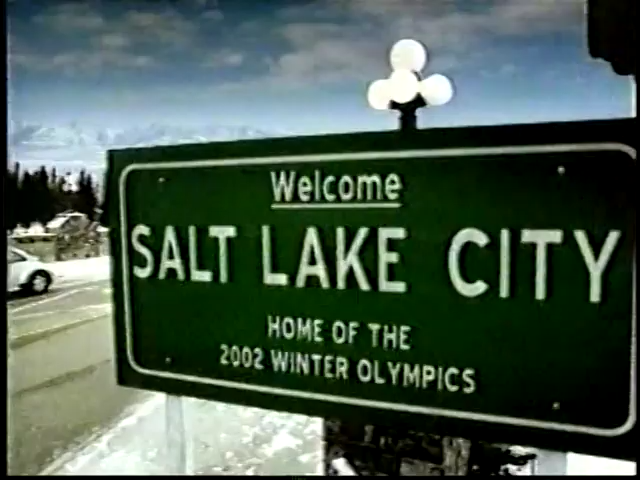 Welcome
SALT LAKE CITY
HOME OF THE
2002 WINTER OLYMPICS